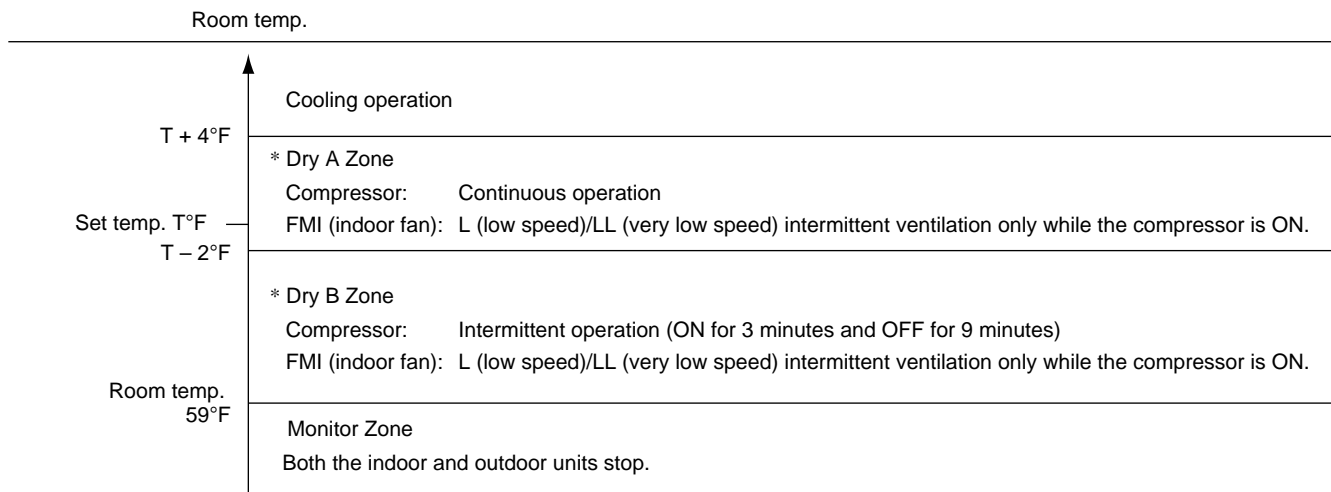 Room temp.
Cooling operation
T + 4°F
* Dry A Zone
Compressor: Continuous operation
Set temp. T°F
FMI (indoor fan): L (low speed)/LL (very low speed) intermittent ventilation only while the compressor is ON.
T – 2°F
* Dry B Zone
Compressor: Intermittent operation (ON for 3 minutes and OFF for 9 minutes)
FMI (indoor fan): L (low speed)/LL (very low speed) intermittent ventilation only while the compressor is ON.
Room temp.
59°F
Monitor Zone
Both the indoor and outdoor units stop.